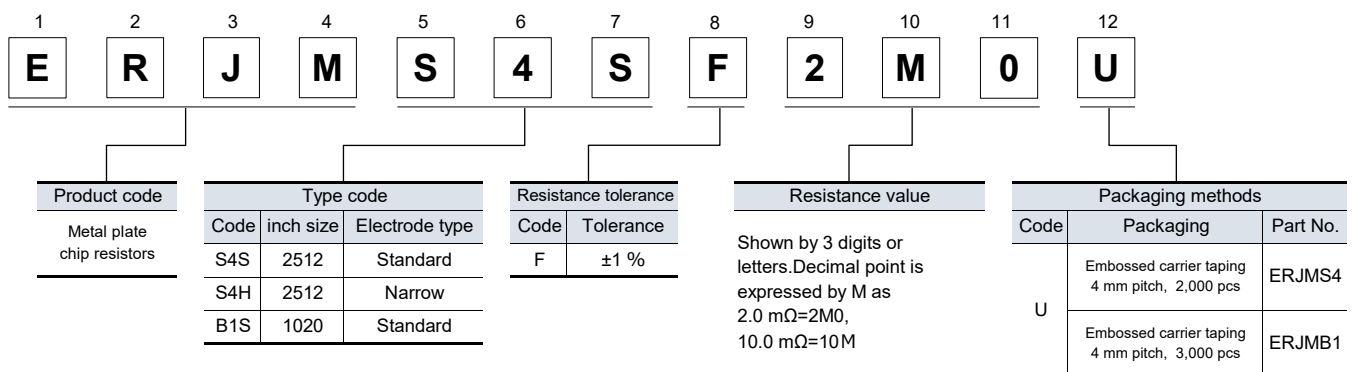 1 2 3 4 5 6 7 8 9 10 11 12
E R J M S 4 S F 2 M 0 U
Product code
Metal plate
chip resistors
Type code
Code inch size Electrode type
S4S 2512 Standard
S4H 2512 Narrow
B1S 1020 Standard
Resistance tolerance
Code Tolerance
F ±1 %
Resistance value
Shown by 3 digits or
letters.Decimal point is
expressed by M as
2.0 mΩ=2M0,
10.0 mΩ=10M
Packaging methods
Code Packaging Part No.
U
Embossed carrier taping
4 mm pitch, 2,000 pcs
ERJMS4
Embossed carrier taping
4 mm pitch, 3,000 pcs
ERJMB1